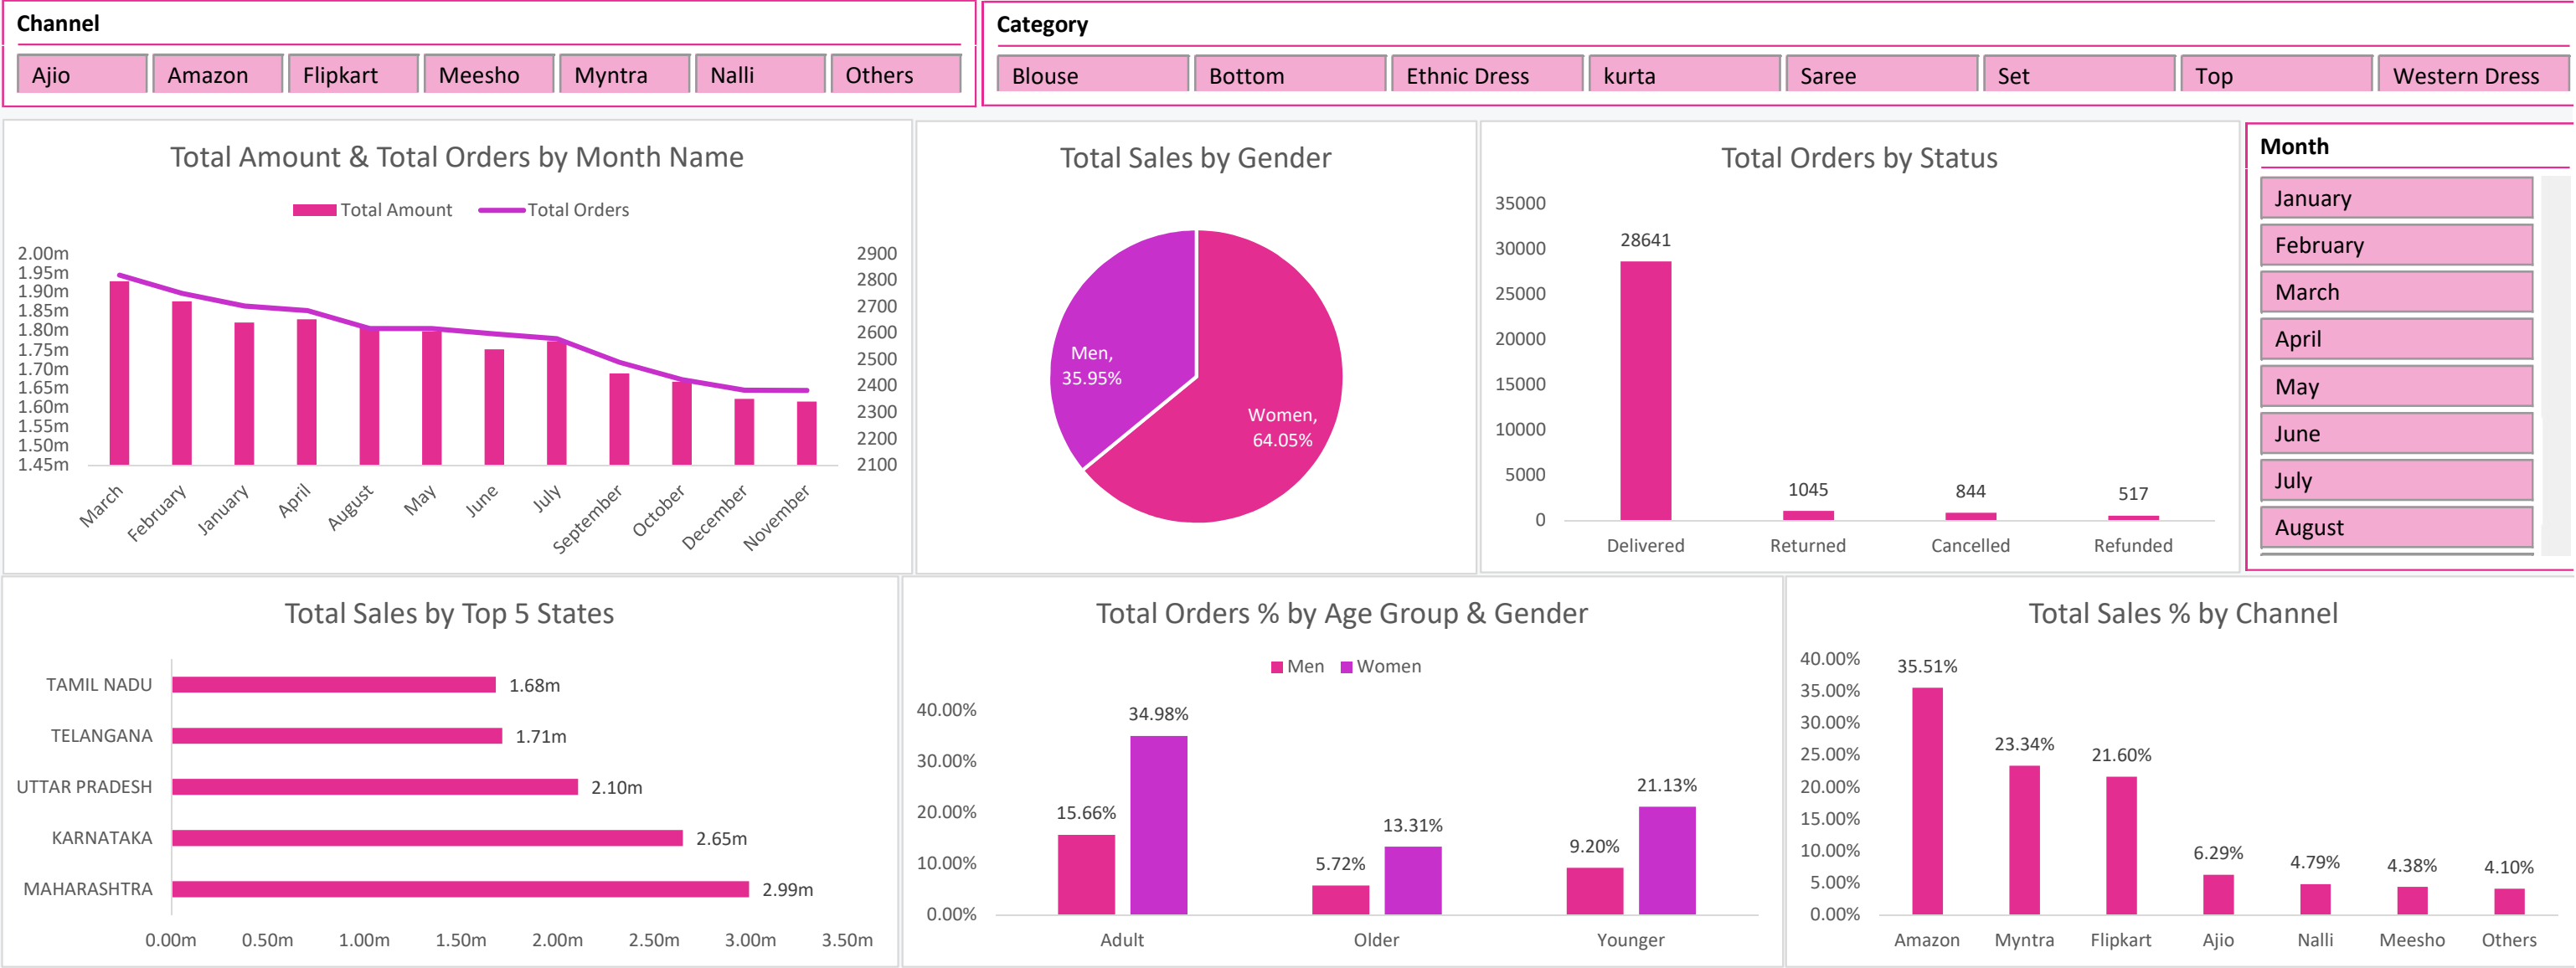 Channel
Ajio Amazon Flipkart Meesho Myntra Nalli Others
Category
Blouse Bottom Ethnic Dress kurta Saree Set Top Western Dress
Total Amount & Total Orders by Month Name
Total Amount Total Orders
2.00m
1.95m
1.90m
1.85m
1.80m
1.75m
1.70m
1.65m
1.60m
1.55m
1.50m
1.45m
2900
2800
2700
2600
2500
2400
2300
2200
2100
March February January April August May June July September October December November
Total Sales by Gender
Men,
35.95%
Women,
64.05%
Total Orders by Status
35000
30000
25000
20000
15000
10000
5000
0
28641 1045 844 517
Delivered Returned Cancelled Refunded
Month
January
February
March
April
May
June
July
August
Total Sales by Top 5 States
TAMIL NADU 1.68m
TELANGANA 1.71m
UTTAR PRADESH 2.10m
KARNATAKA 2.65m
MAHARASHTRA 2.99m
0.00m 0.50m 1.00m 1.50m 2.00m 2.50m 3.00m 3.50m
Total Orders % by Age Group & Gender
Men Women
40.00%
30.00%
20.00%
10.00%
0.00%
15.66% 34.98% 5.72% 13.31% 9.20% 21.13%
Adult Older Younger
Total Sales % by Channel
40.00%
35.00%
30.00%
25.00%
20.00%
15.00%
10.00%
5.00%
0.00%
35.51% 23.34% 21.60% 6.29% 4.79% 4.38% 4.10%
Amazon Myntra Flipkart Ajio Nalli Meesho Others